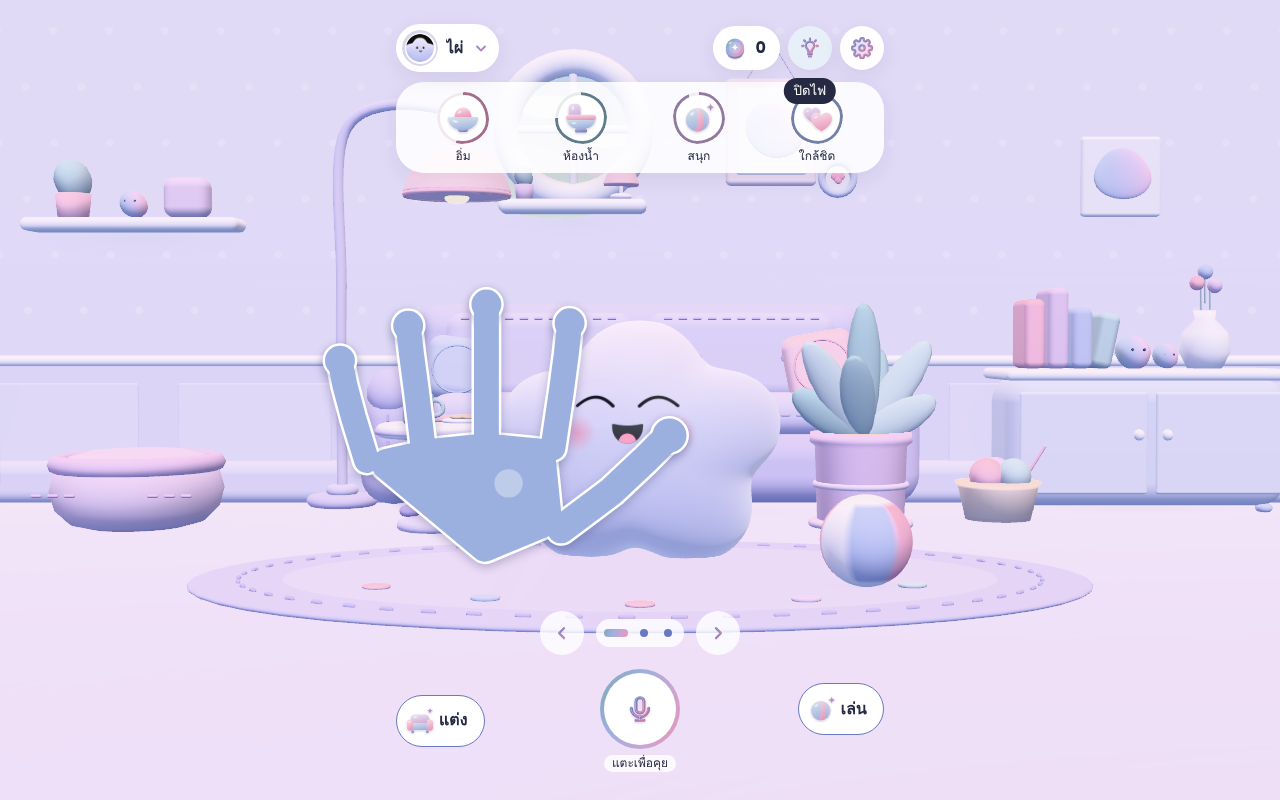 ไผ่
0
ปิดไฟ
อิ่ม
ห้องน้ำ
สนุก
ใกล้ชิด
แต่ง
เล่น
แตะเพื่อคุย